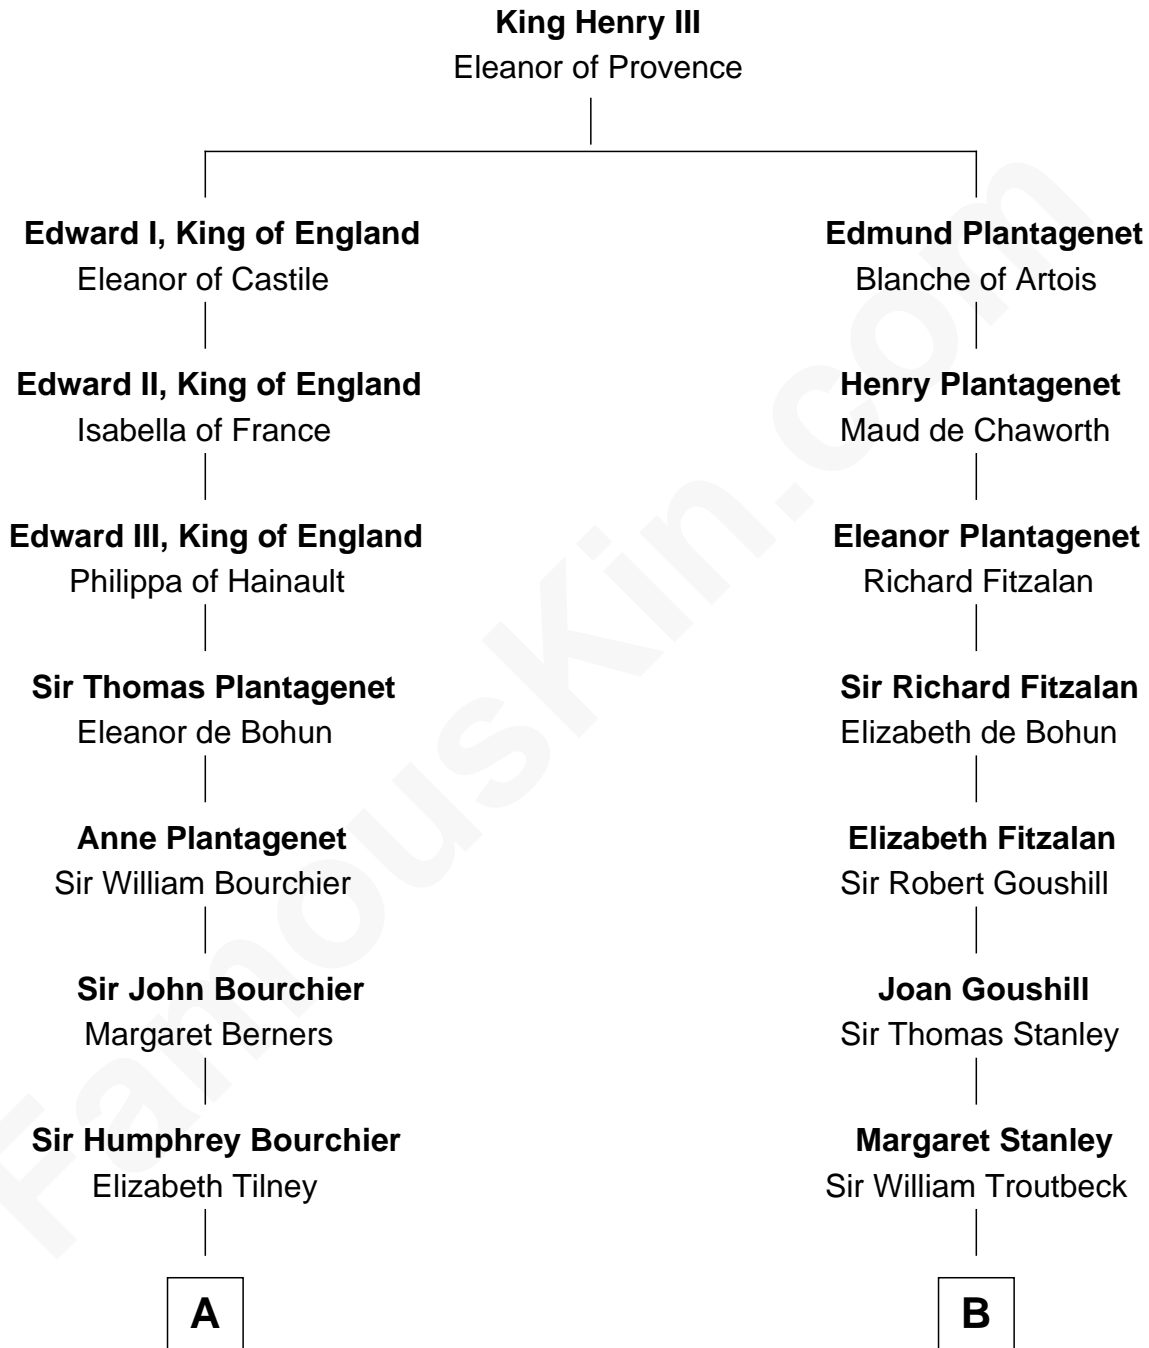 King Henry III
Eleanor of Provence
Edward I, King of England
Eleanor of Castile
Edmund Plantagenet
Blanche of Artois
Edward II, King of England
Isabella of France
Henry Plantagenet
Maud de Chaworth
Edward III, King of England
Philippa of Hainault
Eleanor Plantagenet
Richard Fitzalan
Sir Thomas Plantagenet
Eleanor de Bohun
Sir Richard Fitzalan
Elizabeth de Bohun
Anne Plantagenet
Sir William Bourchier
Elizabeth Fitzalan
Sir Robert Goushill
Sir John Bourchier
Margaret Berners
Joan Goushill
Sir Thomas Stanley
Sir Humphrey Bourchier
Elizabeth Tilney
Margaret Stanley
Sir William Troutbeck
A
B
FamousKin.com